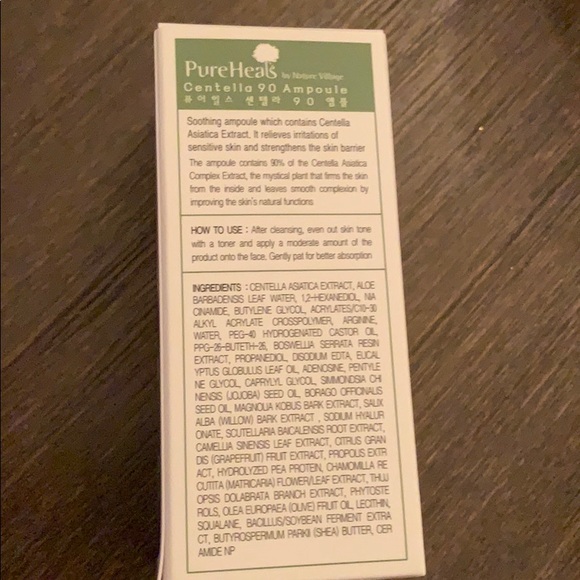 PureHeals by Nature Village
Centella 90 Ampoule
퓨어힐스 센텔라 90 앰플
Soothing ampoule which contains Centella
Asiatica Extract. It relieves irritations of
sensitive skin and strengthens the skin barrier
The ampoule contains 90% of the Centella Asiatica
Complex Extract, the mystical plant that firms the skin
from the inside and leaves smooth complexion by
improving the skin's natural functions
HOW TO USE : After cleansing, even out skin tone
with a toner and apply a moderate amount of the
product onto the face. Gently pat for better absorption
INGREDIENTS : CENTELLA ASIATICA EXTRACT, ALOE
BARBADENSIS LEAF WATER, 1,2-HEXANEDIOL, NIA
CINAMIDE, BUTYLENE GLYCOL, ACRYLATES/C10-30
ALKYL ACRYLATE CROSSPOLYMER, ARGININE,
WATER, PEG-40 HYDROGENATED CASTOR OIL,
PPG-26-BUTETH-26, BOSWELLIA SERRATA RESIN
EXTRACT, PROPANEDIOL, DISODIUM EDTA, EUCAL
YPTUS GLOBULUS LEAF OIL, ADENOSINE, PENTYLE
NE GLYCOL, CAPRYLYL GLYCOL, SIMMONDSIA CHI
NENSIS (JOJOBA) SEED OIL, BORAGO OFFICINALIS
SEED OIL, MAGNOLIA KOBUS BARK EXTRACT, SALIX
ALBA (WILLOW) BARK EXTRACT , SODIUM HYALUR
ONATE, SCUTELLARIA BAICALENSIS ROOT EXTRACT,
CAMELLIA SINENSIS LEAF EXTRACT, CITRUS GRAN
DIS (GRAPEFRUIT) FRUIT EXTRACT, PROPOLIS EXTR
ACT, HYDROLYZED PEA PROTEIN, CHAMOMILLA RE
CUTITA (MATRICARIA) FLOWER/LEAF EXTRACT, THUJ
OPSIS DOLABRATA BRANCH EXTRACT, PHYTOSTE
ROLS, OLEA EUROPAEA (OLIVE) FRUIT OIL, LECITHIN,
SQUALANE, BACILLUS/SOYBEAN FERMENT EXTRA
CT, BUTYROSPERMUM PARKII (SHEA) BUTTER, CER
AMIDE NP